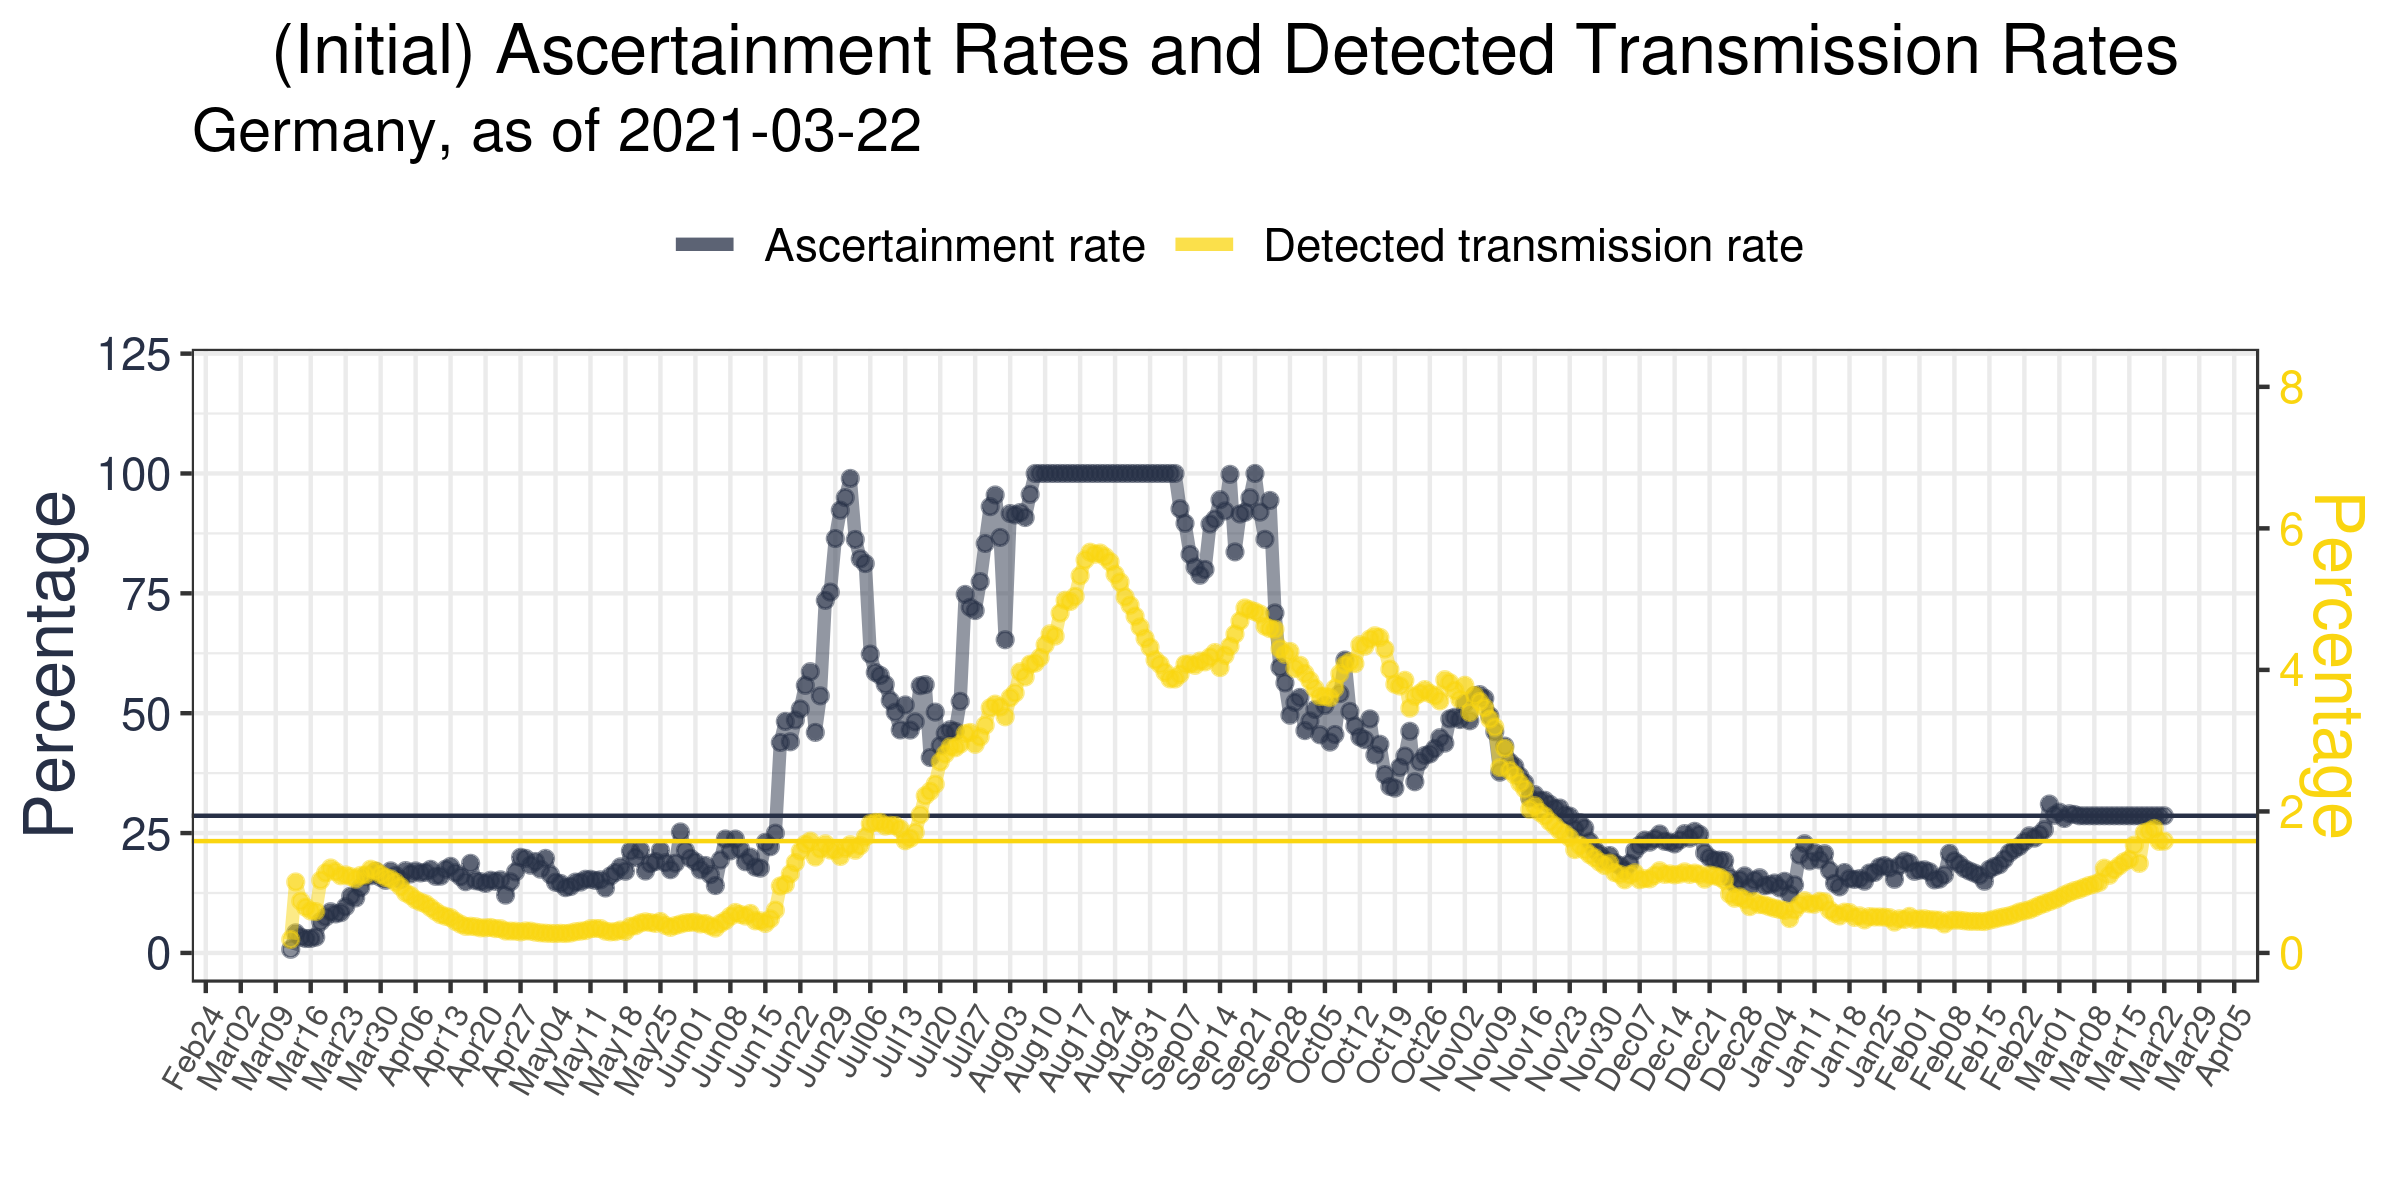 (Initial) Ascertainment Rates and Detected Transmission Rates
Germany, as of 2021-03-22
Ascertainment rate
Detected transmission rate
Percentage
125
100
75
50
25
0
8
6
4
2
0
Percentage
Feb24
Mar02
Mar09
Mar16
Mar23
Mar30
Apr06
Apr13
Apr20
Apr27
May04
May11
May18
May25
Jun01
Jun08
Jun15
Jun22
Jun29
Jul06
Jul13
Jul20
Jul27
Aug03
Aug10
Aug17
Aug24
Aug31
Sep07
Sep14
Sep21
Sep28
Oct05
Oct12
Oct19
Oct26
Nov02
Nov09
Nov16
Nov23
Nov30
Dec07
Dec14
Dec21
Dec28
Jan04
Jan11
Jan18
Jan25
Feb01
Feb08
Feb15
Feb22
Mar01
Mar08
Mar15
Mar22
Mar29
Apr05